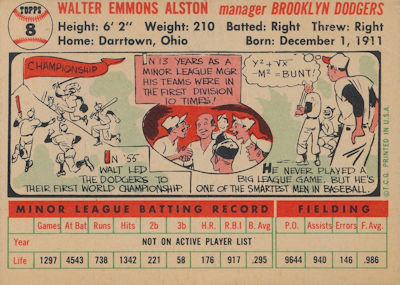 TOPPS
8
WALTER EMMONS ALSTON manager BROOKLYN DODGERS
Height: 6' 2" Weight: 210 Batted: Right Threw: Right
Home: Darrtown, Ohio Born: December 1, 1911
CHAMPIONSHIP
IN '55
WALT LED
THE DODGERS TO
THEIR FIRST WORLD CHAMPIONSHIP.
IN 13 YEARS AS A
MINOR LEAGUE MGR
HIS TEAMS WERE IN
THE FIRST DIVISION
10 TIMES!
Y² + VX
-M² = BUNT!
HE NEVER PLAYED A
BIG LEAGUE GAME, BUT HE'S
ONE OF THE SMARTEST MEN IN BASEBALL.
© T.C.G. PRINTED IN U.S.A.
MINOR LEAGUE BATTING RECORD FIELDING
Games At Bat Runs Hits 2b 3b H.R. R.B.I B.Avg. P.O. Assists Errors F.Avg.
Year NOT ON ACTIVE PLAYER LIST
Life 1297 4543 738 1342 221 58 176 917 .295 9644 940 146 .986